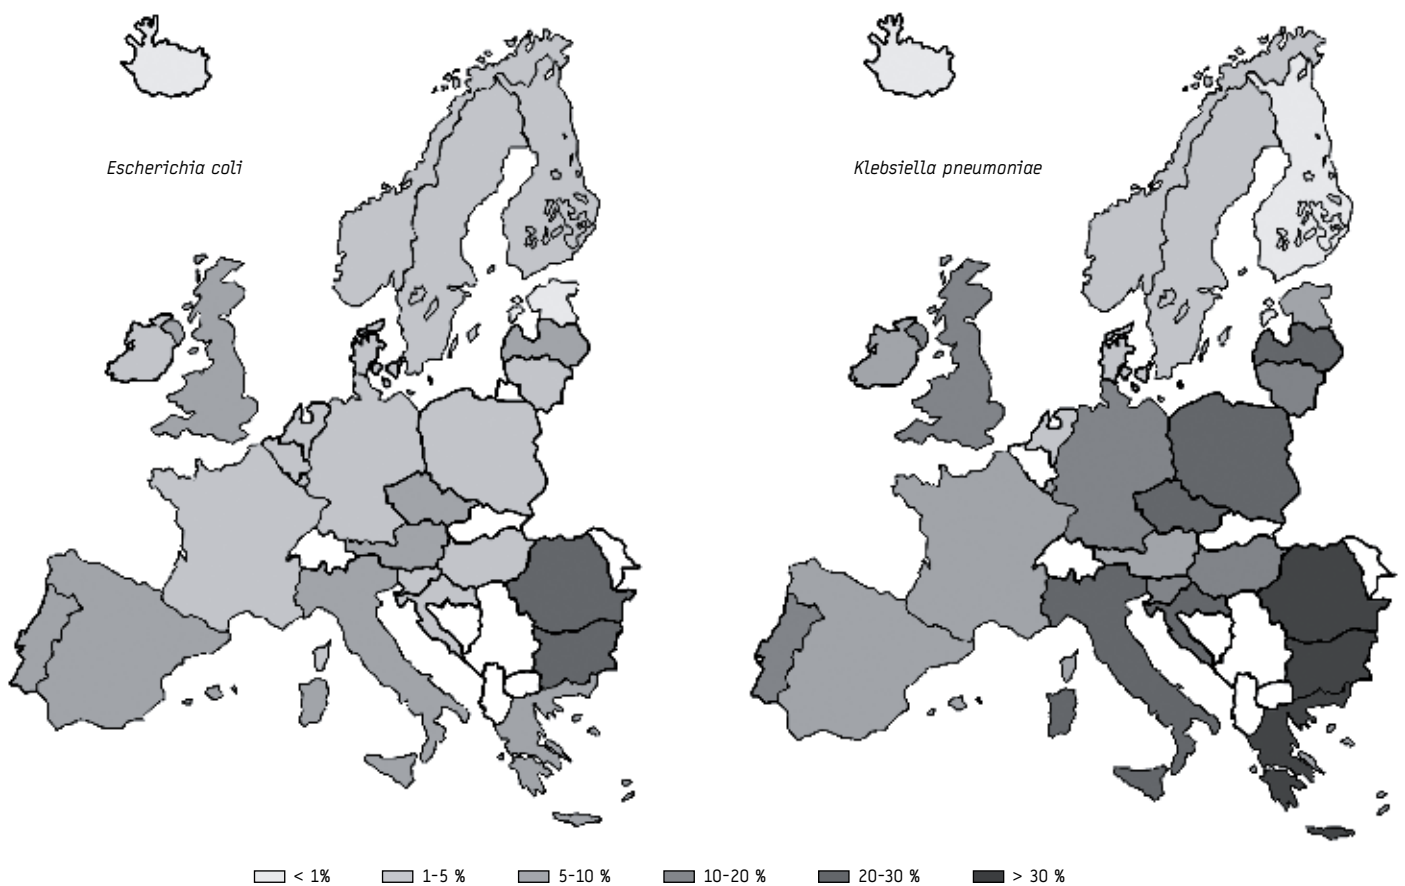 Escherichia coli
Klebsiella pneumoniae
< 1% 1-5 % 5-10 % 10-20 % 20-30 % > 30 %